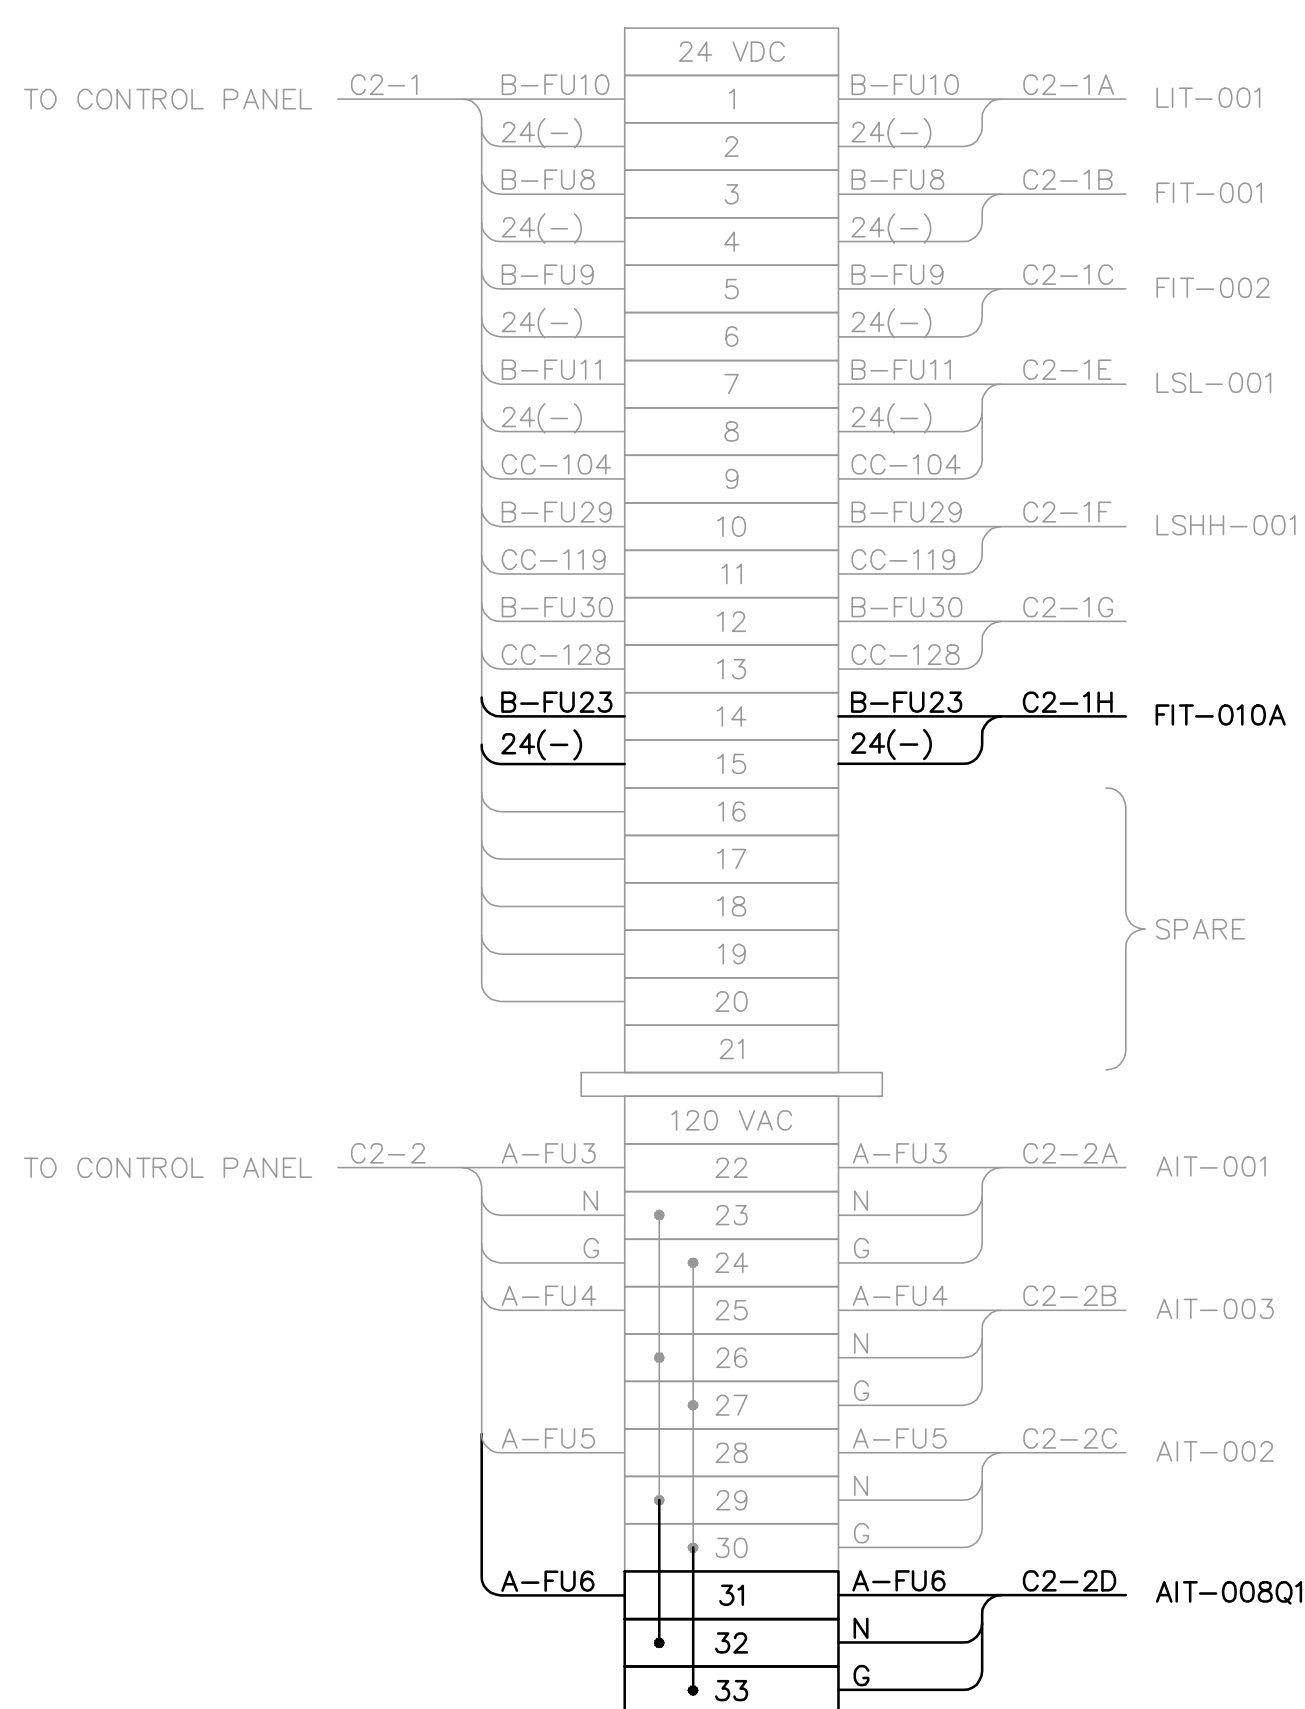 24 VDC
TO CONTROL PANEL C2-1 B-FU10 1 B-FU10 C2-1A LIT-001
24(-) 2 24(-)
B-FU8 3 B-FU8 C2-1B FIT-001
24(-) 4 24(-)
B-FU9 5 B-FU9 C2-1C FIT-002
24(-) 6 24(-)
B-FU11 7 B-FU11 C2-1E LSL-001
24(-) 8 24(-)
CC-104 9 CC-104
B-FU29 10 B-FU29 C2-1F LSHH-001
CC-119 11 CC-119
B-FU30 12 B-FU30 C2-1G
CC-128 13 CC-128
B-FU23 14 B-FU23 C2-1H FIT-010A
24(-) 15 24(-)
16
17
18
SPARE
19
20
21
120 VAC
TO CONTROL PANEL C2-2 A-FU3 22 A-FU3 C2-2A AIT-001
N 23 N
G 24 G
A-FU4 25 A-FU4 C2-2B AIT-003
26 N
27 G
A-FU5 28 A-FU5 C2-2C AIT-002
29 N
30 G
A-FU6 31 A-FU6 C2-2D AIT-008Q1
32 N
33 G